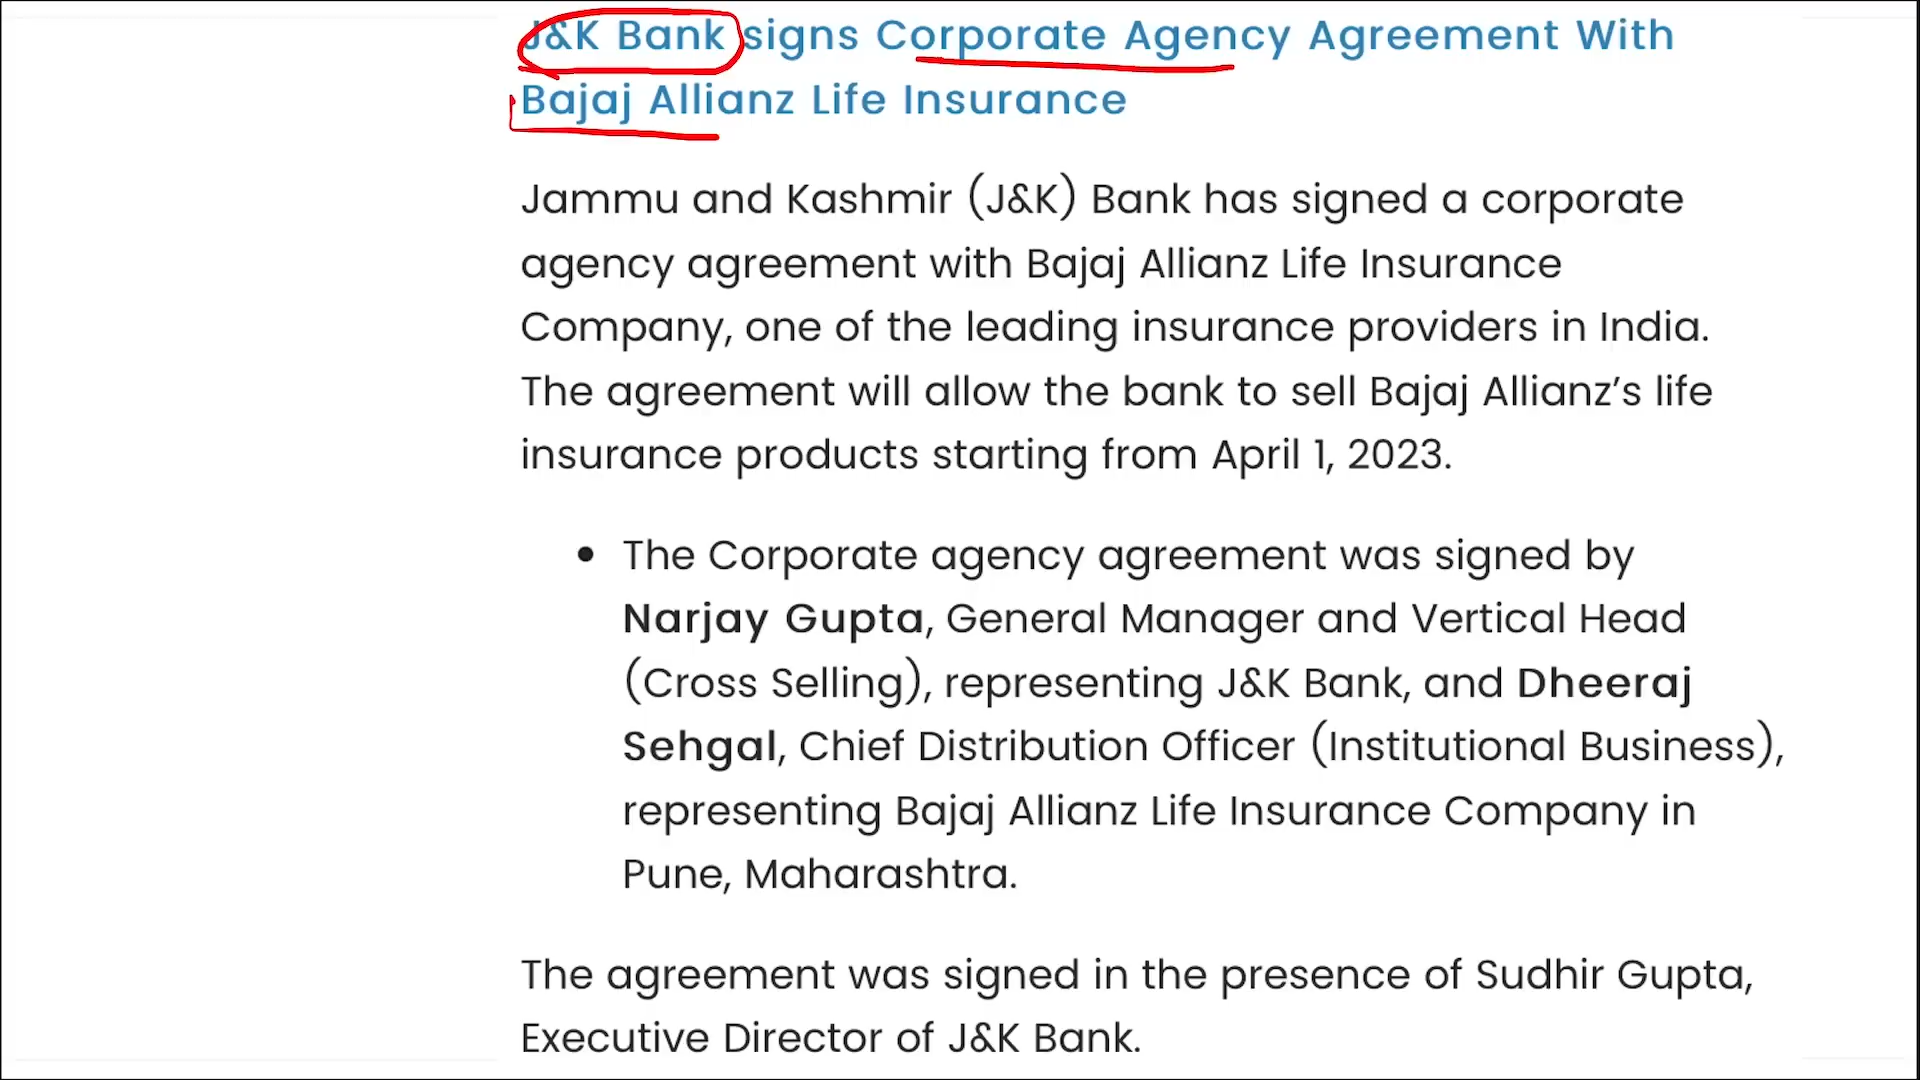 J&K Bank signs Corporate Agency Agreement With
Bajaj Allianz Life Insurance
Jammu and Kashmir (J&K) Bank has signed a corporate
agency agreement with Bajaj Allianz Life Insurance
Company, one of the leading insurance providers in India.
The agreement will allow the bank to sell Bajaj Allianz’s life
insurance products starting from April 1, 2023.
• The Corporate agency agreement was signed by
Narjay Gupta, General Manager and Vertical Head
(Cross Selling), representing J&K Bank, and Dheeraj
Sehgal, Chief Distribution Officer (Institutional Business),
representing Bajaj Allianz Life Insurance Company in
Pune, Maharashtra.
The agreement was signed in the presence of Sudhir Gupta,
Executive Director of J&K Bank.